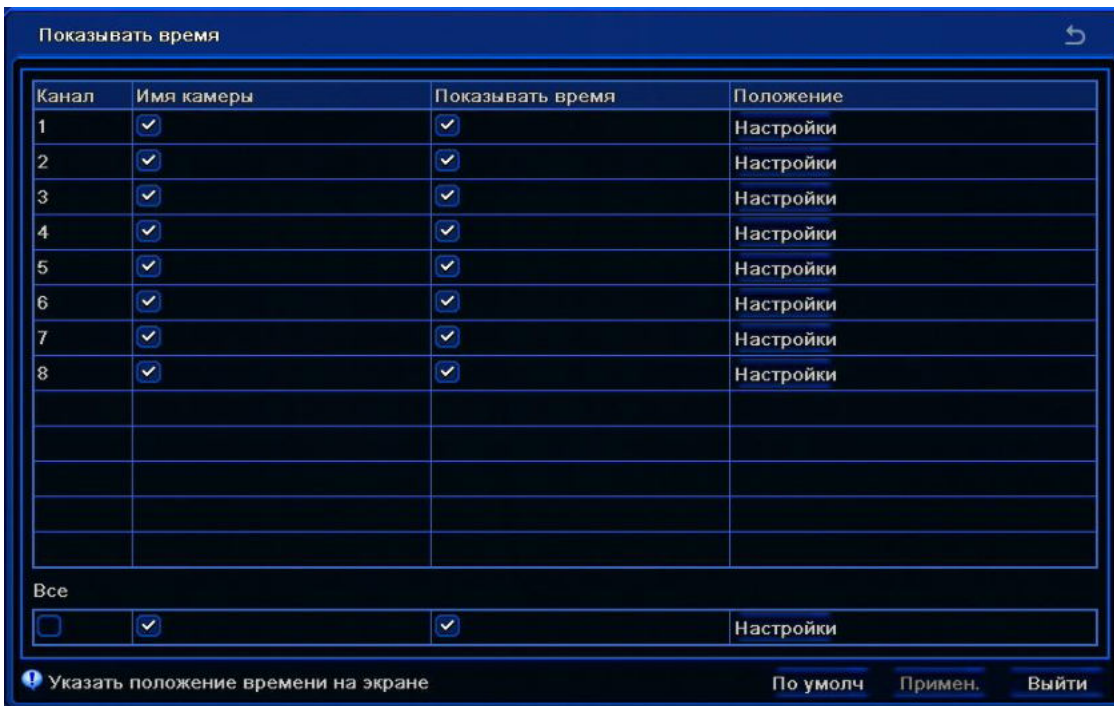 Показывать время
Канал Имя камеры Показывать время Положение
1 Настройки
2 Настройки
3 Настройки
4 Настройки
5 Настройки
6 Настройки
7 Настройки
8 Настройки
Все
Настройки
Указать положение времени на экране По умолч Примен. Выйти